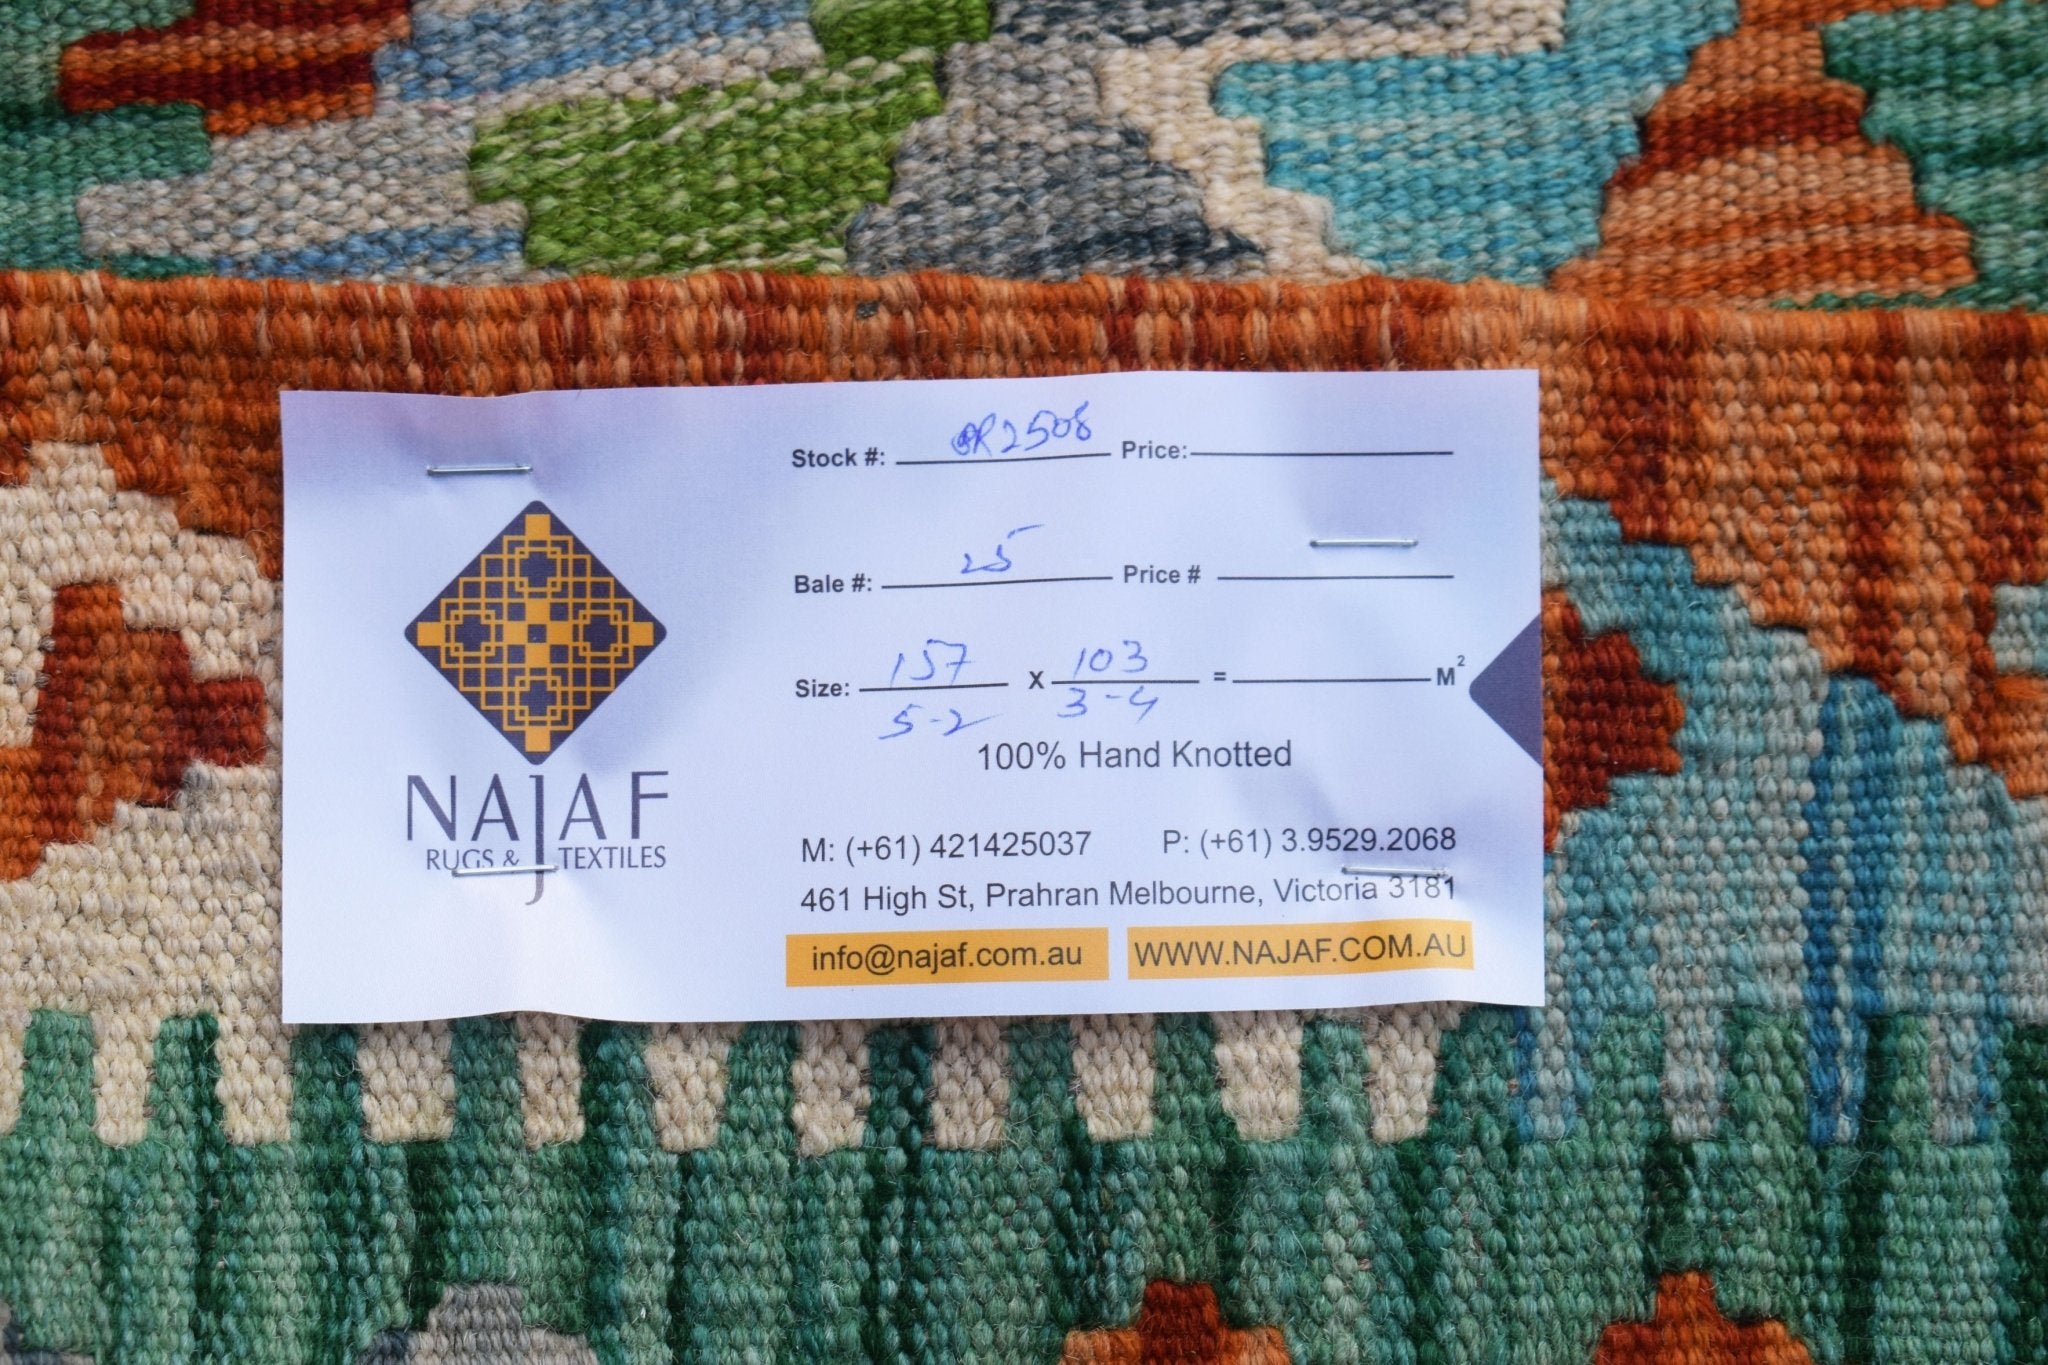 Stock #: OR2508 Price:
Bale #: 25 Price #
Size: 157 X 103 = M²
5-2 3-4
100% Hand Knotted
NAJAF
RUGS & TEXTILES
M: (+61) 421425037 P: (+61) 3.9529.2068
461 High St, Prahran Melbourne, Victoria 3181
info@najaf.com.au WWW.NAJAF.COM.AU